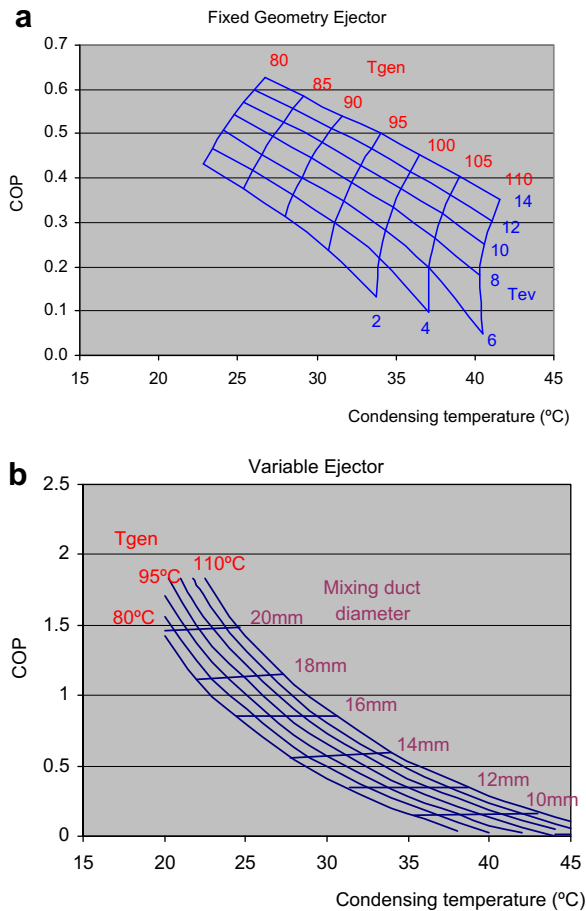 a
Fixed Geometry Ejector
0.7
0.6
0.5
0.4
0.3
0.2
0.1
0.0
COP
80
Tgen
85
90
95
100
105
110
14
12
10
8
Tev
2
4
6
15 20 25 30 35 40 45
Condensing temperature (ºC)
b
Variable Ejector
2.5
2
1.5
1
0.5
0
COP
Tgen
110ºC
95ºC
80ºC
Mixing duct
diameter
20mm
18mm
16mm
14mm
12mm
10mm
15 20 25 30 35 40 45
Condensing temperature (ºC)